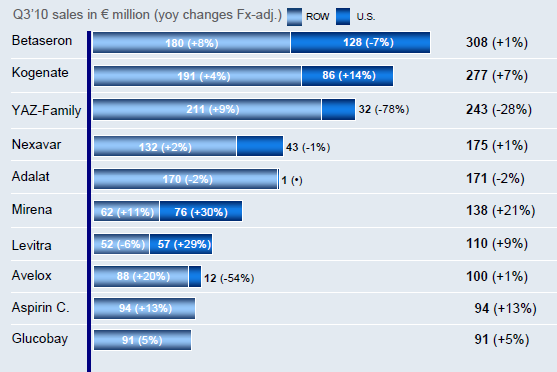 Q3'10 sales in € million (yoy changes Fx-adj.) ROW U.S.
Betaseron 180 (+8%) 128 (-7%) 308 (+1%)
Kogenate 191 (+4%) 86 (+14%) 277 (+7%)
YAZ-Family 211 (+9%) 32 (-78%) 243 (-28%)
Nexavar 132 (+2%) 43 (-1%) 175 (+1%)
Adalat 170 (-2%) 1 (•) 171 (-2%)
Mirena 62 (+11%) 76 (+30%) 138 (+21%)
Levitra 52 (-6%) 57 (+29%) 110 (+9%)
Avelox 88 (+20%) 12 (-54%) 100 (+1%)
Aspirin C. 94 (+13%) 94 (+13%)
Glucobay 91 (5%) 91 (+5%)